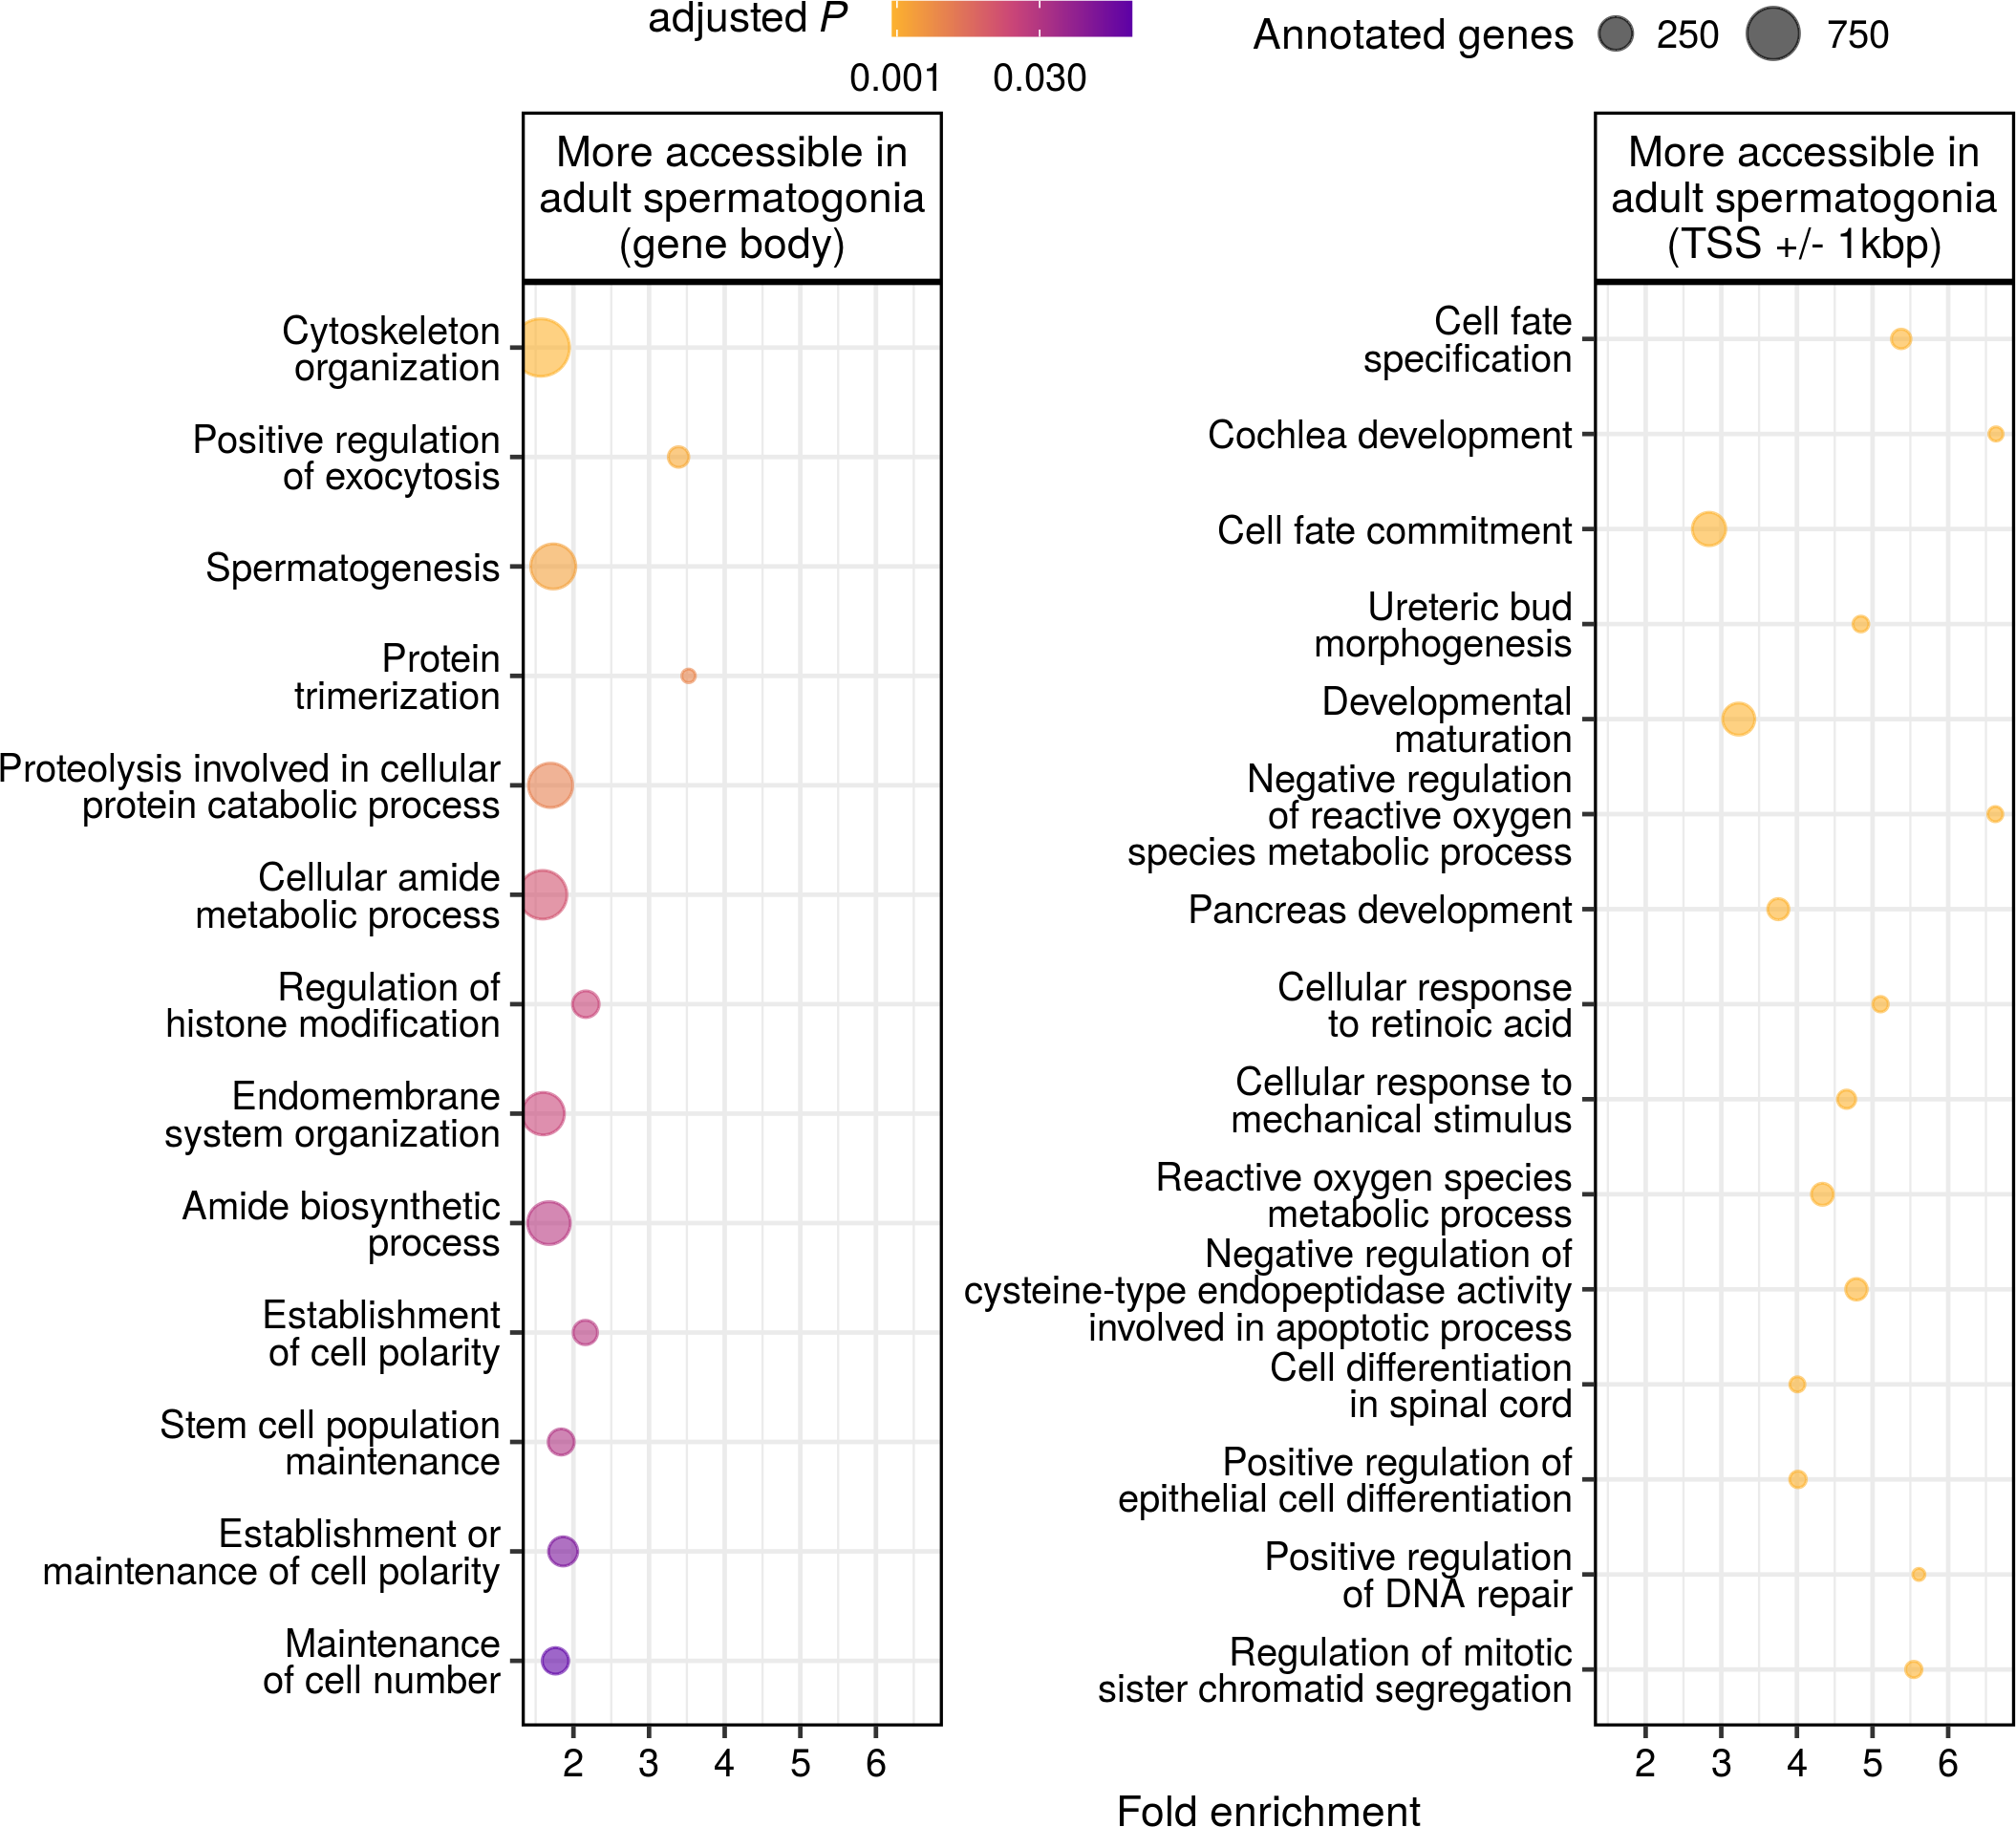 adjusted P
0.001
0.030
Annotated genes
250
750
More accessible in
adult spermatogonia
(gene body)
Cytoskeleton
organization
Positive regulation
of exocytosis
Spermatogenesis
Protein
trimerization
Proteolysis involved in cellular
protein catabolic process
Cellular amide
metabolic process
Regulation of
histone modification
Endomembrane
system organization
Amide biosynthetic
process
Establishment
of cell polarity
Stem cell population
maintenance
Establishment or
maintenance of cell polarity
Maintenance
of cell number
2 3 4 5 6
More accessible in
adult spermatogonia
(TSS +/- 1kbp)
Cell fate
specification
Cochlea development
Cell fate commitment
Ureteric bud
morphogenesis
Developmental
maturation
Negative regulation
of reactive oxygen
species metabolic process
Pancreas development
Cellular response
to retinoic acid
Cellular response to
mechanical stimulus
Reactive oxygen species
metabolic process
Negative regulation of
cysteine-type endopeptidase activity
involved in apoptotic process
Cell differentiation
in spinal cord
Positive regulation of
epithelial cell differentiation
Positive regulation
of DNA repair
Regulation of mitotic
sister chromatid segregation
2 3 4 5 6
Fold enrichment